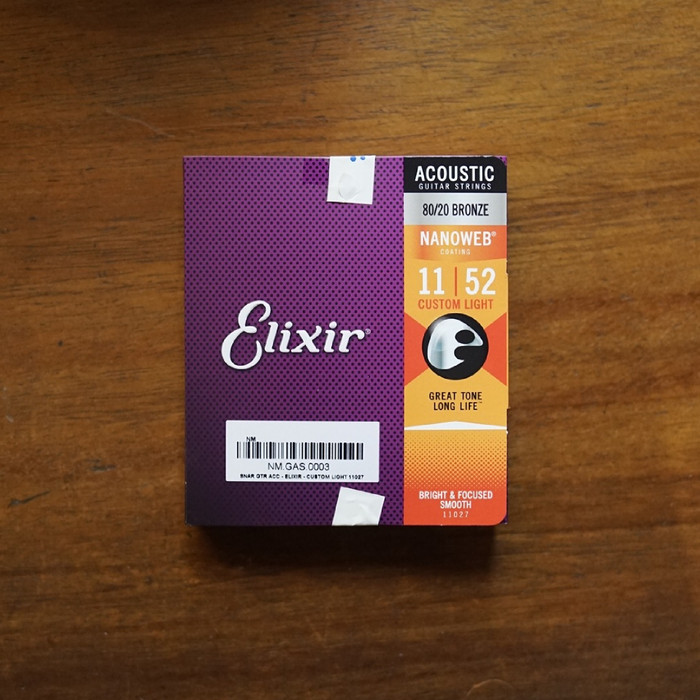 ACOUSTIC
GUITAR STRINGS
80/20 BRONZE
NANOWEB®
COATING
11 | 52
CUSTOM LIGHT
Elixir®
GREAT TONE
LONG LIFE™
NM
NM.GAS.0003
SNAR GTR ACC - ELIXIR - CUSTOM LIGHT 11027
BRIGHT & FOCUSED
SMOOTH
11027